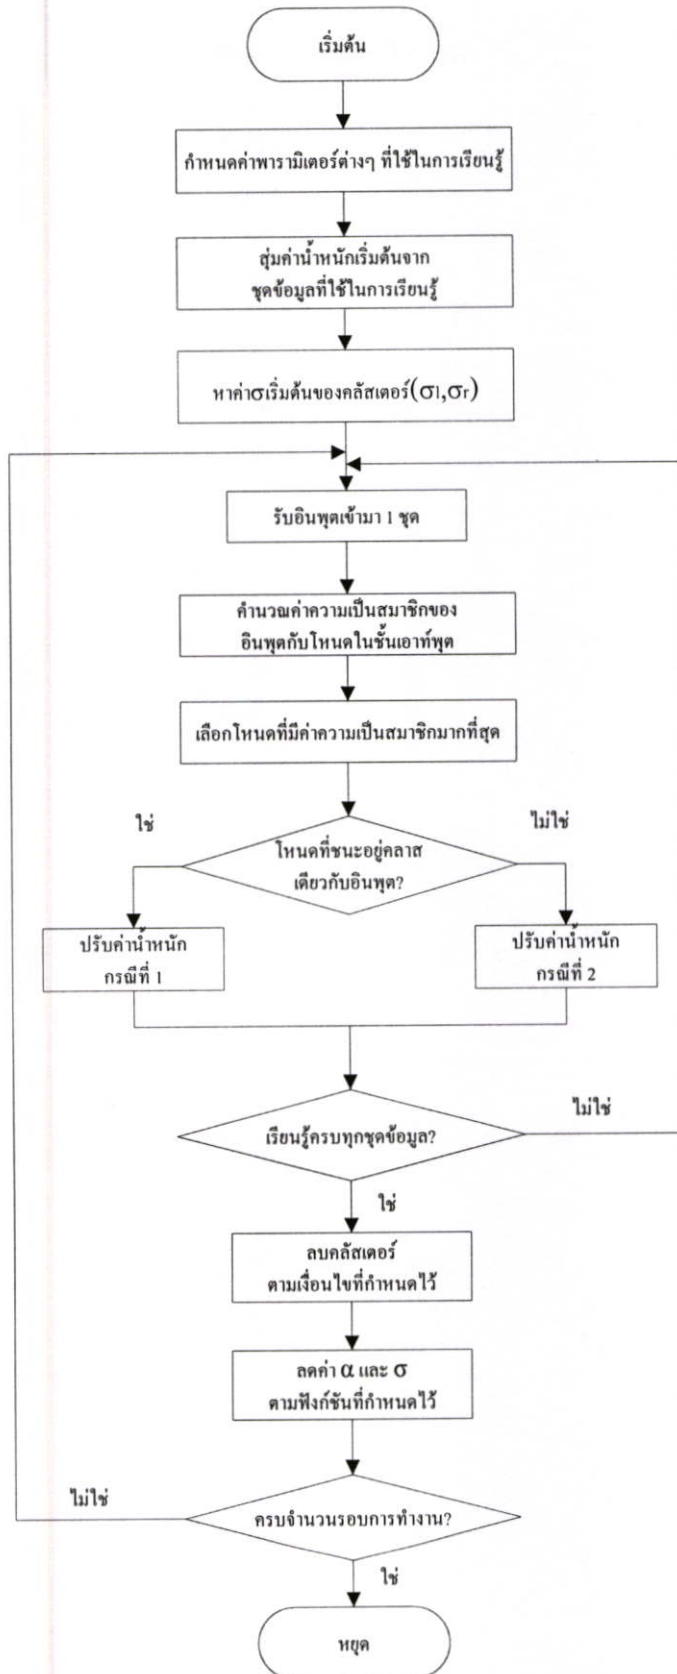 เริ่มต้น
กำหนดค่าพารามิเตอร์ต่างๆ ที่ใช้ในการเรียนรู้
สุ่มค่าน้ำหนักเริ่มต้นจาก
ชุดข้อมูลที่ใช้ในการเรียนรู้
หาค่าσเริ่มต้นของคลัสเตอร์(σl,σr)
รับอินพุตเข้ามา 1 ชุด
คำนวณค่าความเป็นสมาชิกของ
อินพุตกับโหนดในชั้นเอาท์พุต
เลือกโหนดที่มีค่าความเป็นสมาชิกมากที่สุด
ใช่
ไม่ใช่
โหนดที่ชนะอยู่คลาส
เดียวกับอินพุต?
ปรับค่าน้ำหนัก
กรณีที่ 1
ปรับค่าน้ำหนัก
กรณีที่ 2
ไม่ใช่
เรียนรู้ครบทุกชุดข้อมูล?
ใช่
ลบคลัสเตอร์
ตามเงื่อนไขที่กำหนดไว้
ลดค่า α และ σ
ตามฟังก์ชันที่กำหนดไว้
ไม่ใช่
ครบจำนวนรอบการทำงาน?
ใช่
หยุด